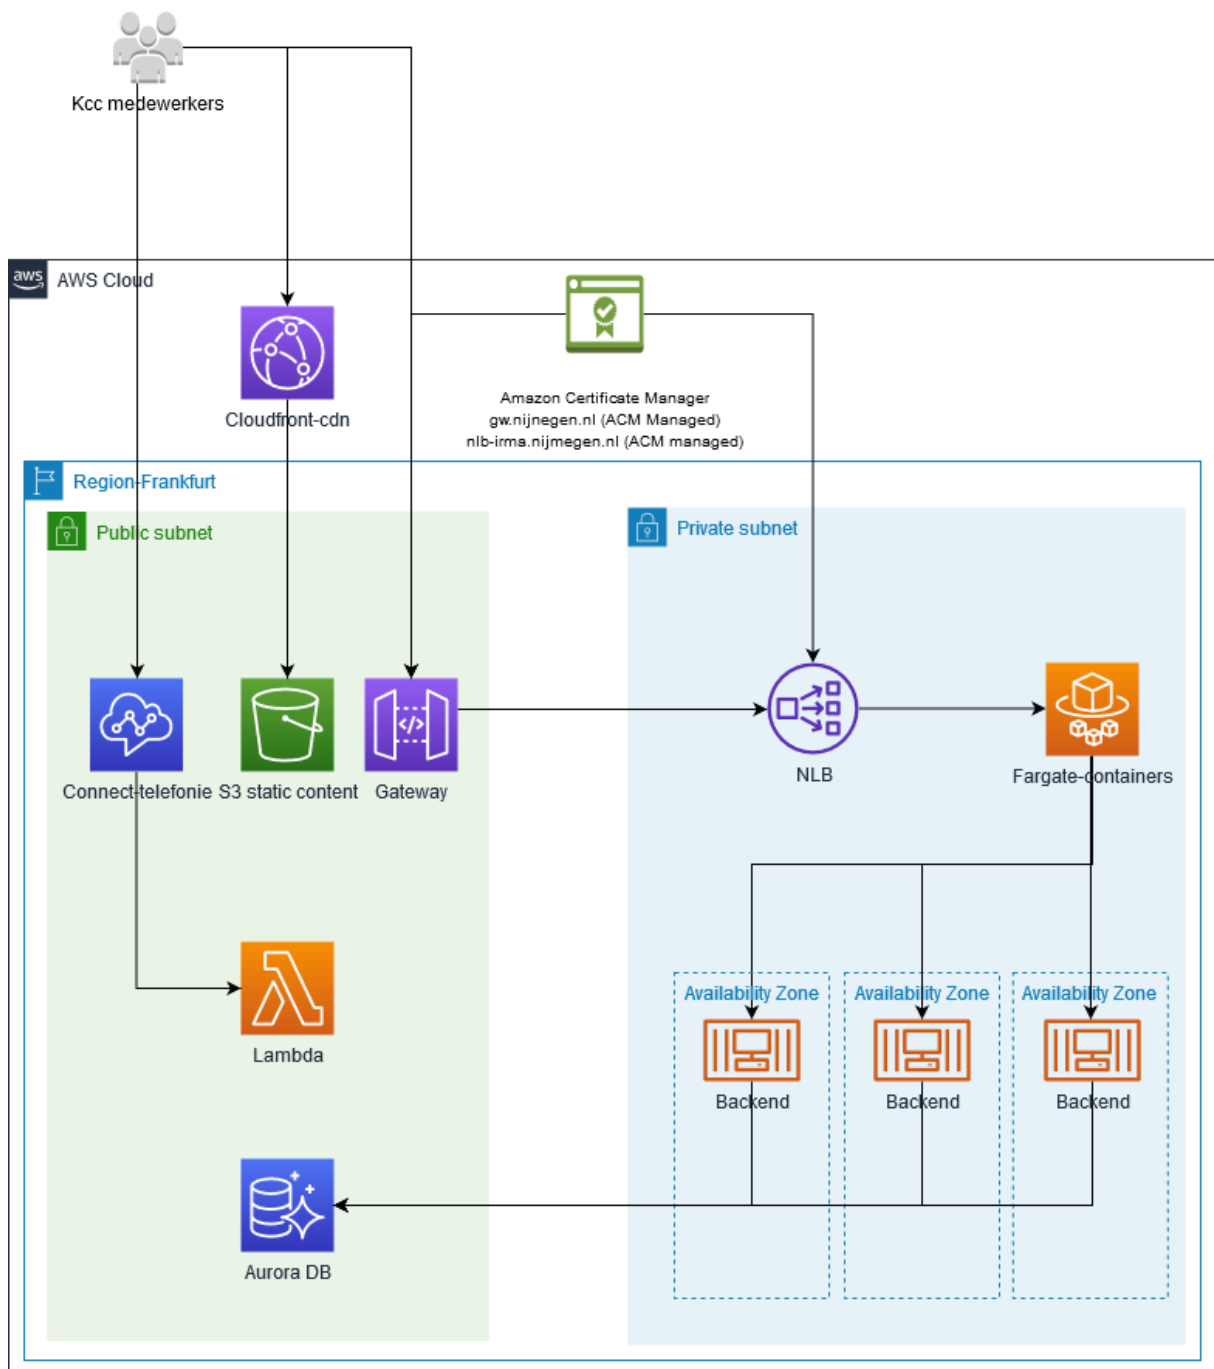 Kcc medewerkers
aws
AWS Cloud
Cloudfront-cdn
Amazon Certificate Manager
gw.nijnegen.nl (ACM Managed)
nlb-irma.nijmegen.nl (ACM managed)
Region-Frankfurt
Public subnet
Private subnet
Connect-telefonie
S3 static content
</>
Gateway
NLB
Fargate-containers
Lambda
Availability Zone
Availability Zone
Availability Zone
Backend
Backend
Backend
Aurora DB